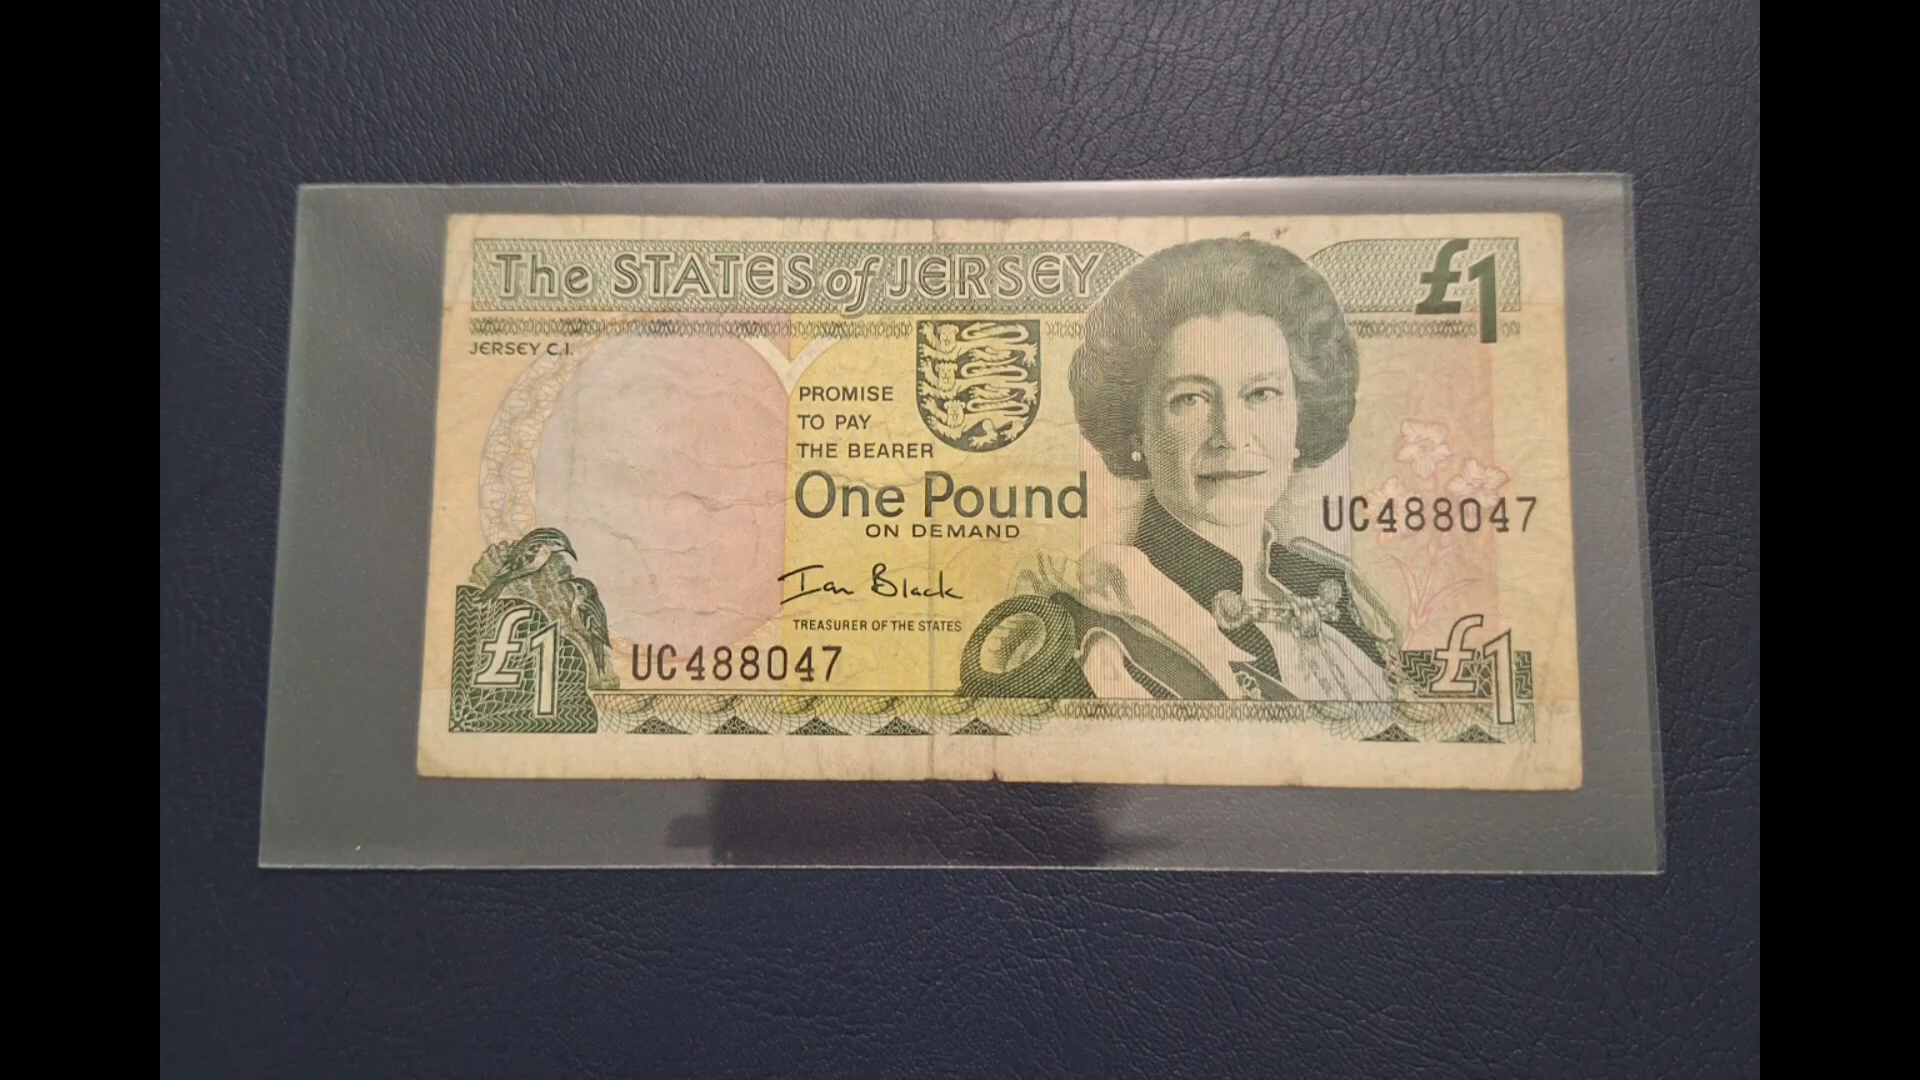 The STATES of JERSEY
£1
JERSEY C.I.
PROMISE
TO PAY
THE BEARER
One Pound
ON DEMAND
UC488047
Ian Black
TREASURER OF THE STATES
UC488047
£1
£1